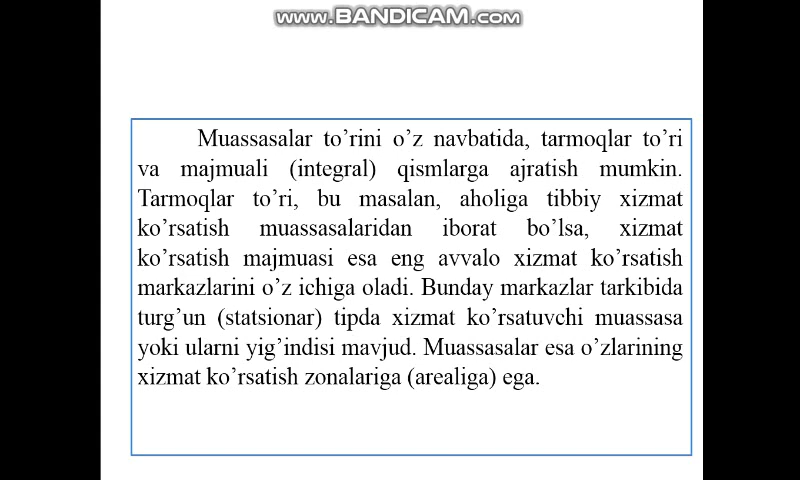 www.BANDICAM.com
Muassasalar to’rini o’z navbatida, tarmoqlar to’ri
va majmuali (integral) qismlarga ajratish mumkin.
Tarmoqlar to’ri, bu masalan, aholiga tibbiy xizmat
ko’rsatish muassasalaridan iborat bo’lsa, xizmat
ko’rsatish majmuasi esa eng avvalo xizmat ko’rsatish
markazlarini o’z ichiga oladi. Bunday markazlar tarkibida
turg’un (statsionar) tipda xizmat ko’rsatuvchi muassasa
yoki ularni yig’indisi mavjud. Muassasalar esa o’zlarining
xizmat ko’rsatish zonalariga (arealiga) ega.